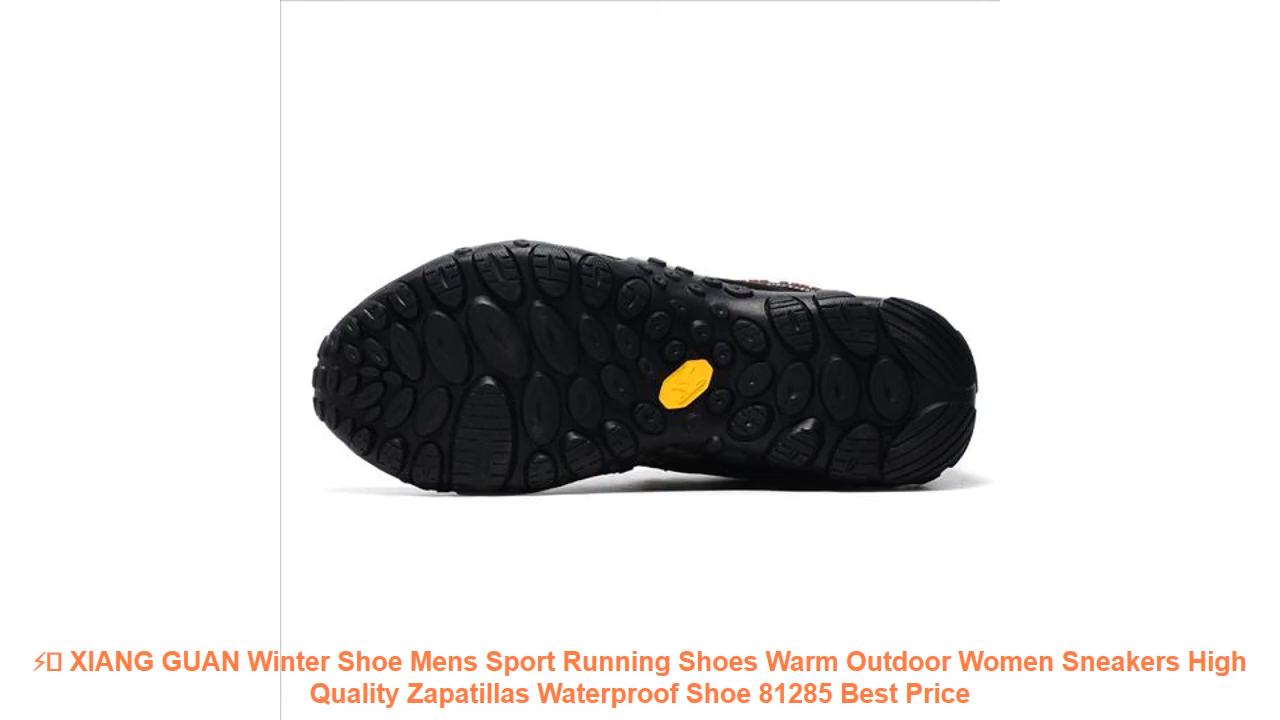 ⚡ XIANG GUAN Winter Shoe Mens Sport Running Shoes Warm Outdoor Women Sneakers High
Quality Zapatillas Waterproof Shoe 81285 Best Price